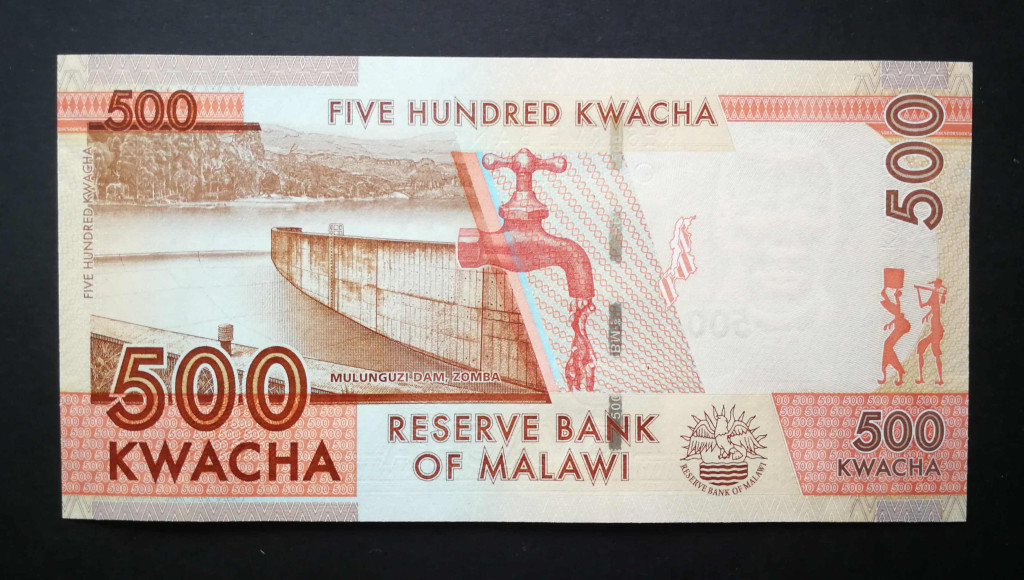 500
FIVE HUNDRED KWACHA
500
FIVE HUNDRED KWACHA
MULUNGUZI DAM, ZOMBA
500
KWACHA
RESERVE BANK
OF MALAWI
RESERVE BANK OF MALAWI
500
KWACHA
500